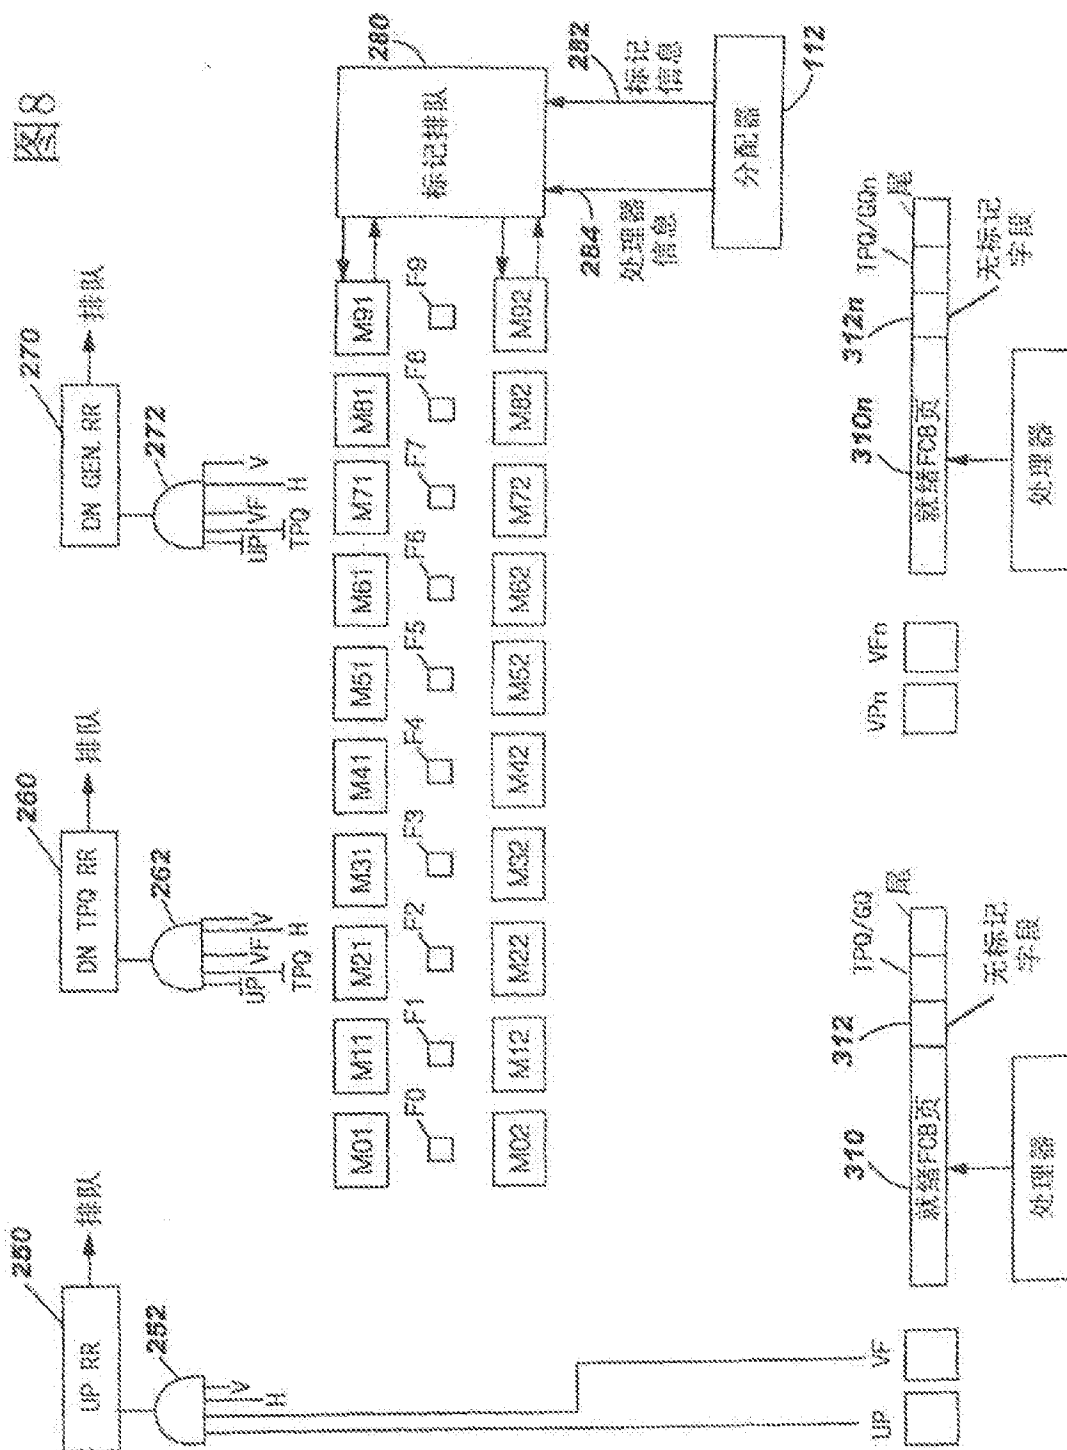 图8
250
UP RR
排队
252
V
H
260
DN TPQ RR
排队
262
UP
VF
TPQ
V
H
270
DN GEN. RR
排队
272
UP
VF
TPQ
V
H
M01
M11
M21
M31
M41
M51
M61
M71
M81
M91
F0
F1
F2
F3
F4
F5
F6
F7
F8
F9
M02
M12
M22
M32
M42
M52
M62
M72
M82
M92
280
标记排队
284
处理器
信息
282
标记
信息
分配器
112
UP
VF
310
就绪FCB页
312
TPQ/GQ
尾
无标记
字段
处理器
VPn
VFn
310n
就绪FCB页
312n
TPQ/GQn
尾
无标记
字段
处理器